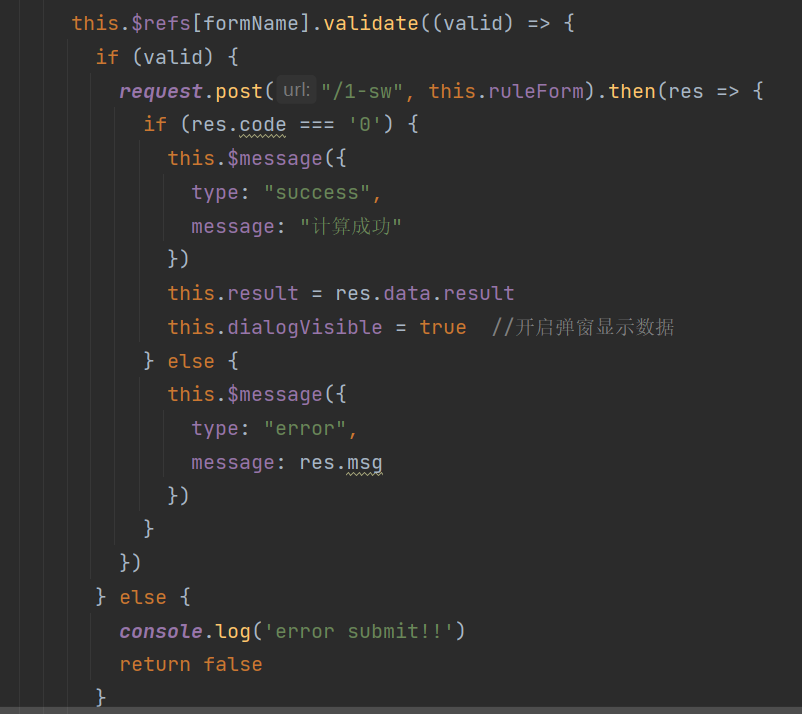 this.$refs[formName].validate((valid) => {
if (valid) {
request.post( url: "/1-sw", this.ruleForm).then(res => {
if (res.code === '0') {
this.$message({
type: "success",
message: "计算成功"
})
this.result = res.data.result
this.dialogVisible = true  //开启弹窗显示数据
} else {
this.$message({
type: "error",
message: res.msg
})
}
})
} else {
console.log('error submit!!')
return false
}